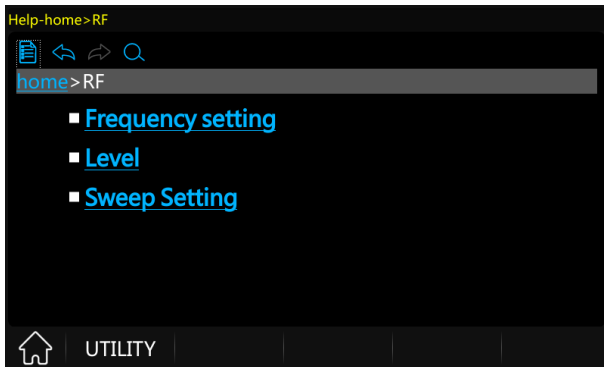 Help-home>RF
home>RF
Frequency setting
Level
Sweep Setting
UTILITY